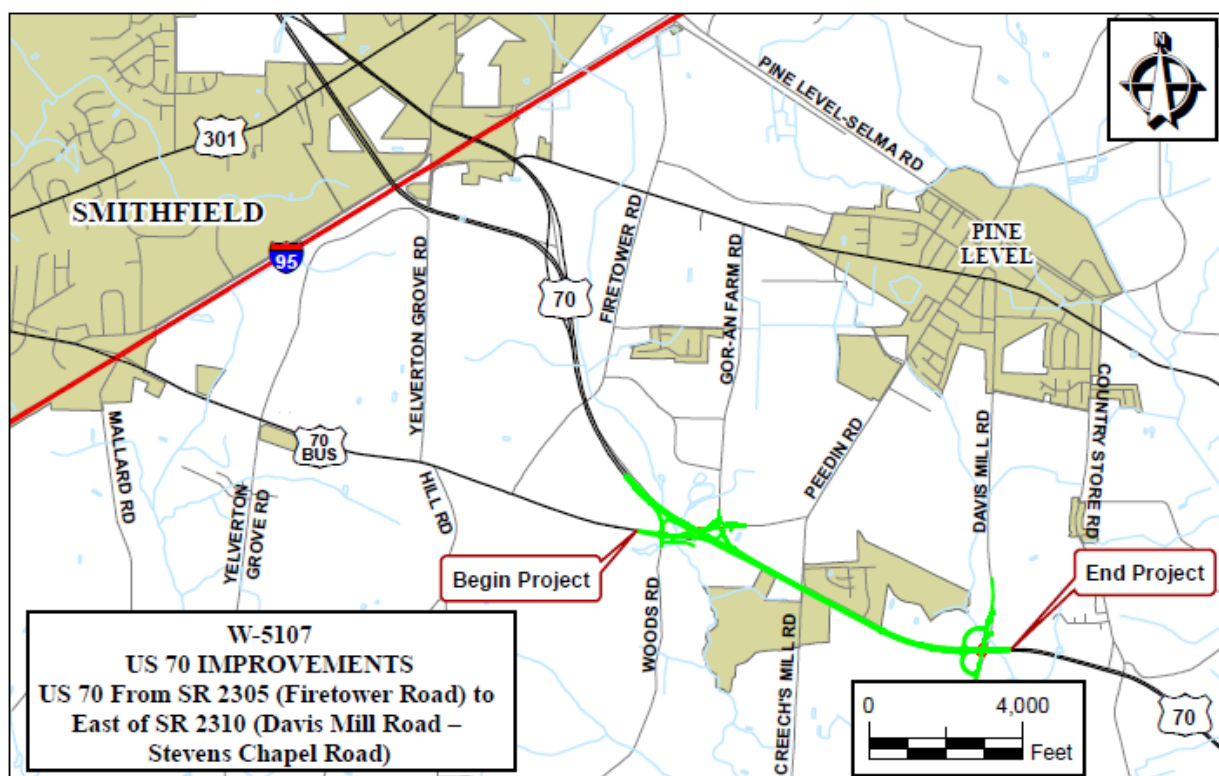 N
PINE LEVEL-SELMA RD
301
SMITHFIELD
95
70
FIRETOWER RD
YELVERTON GROVE RD
GOR-AN FARM RD
PINE
LEVEL
70
BUS
MALLARD RD
YELVERTON
GROVE RD
HILL RD
PEEDIN RD
DAVIS MIL RD
COUNTRY STORE RD
Begin Project
End Project
WOODS RD
CREECH'S MILL RD
W-5107
US 70 IMPROVEMENTS
US 70 From SR 2305 (Firetower Road) to
East of SR 2310 (Davis Mill Road –
Stevens Chapel Road)
0 4,000
Feet
70